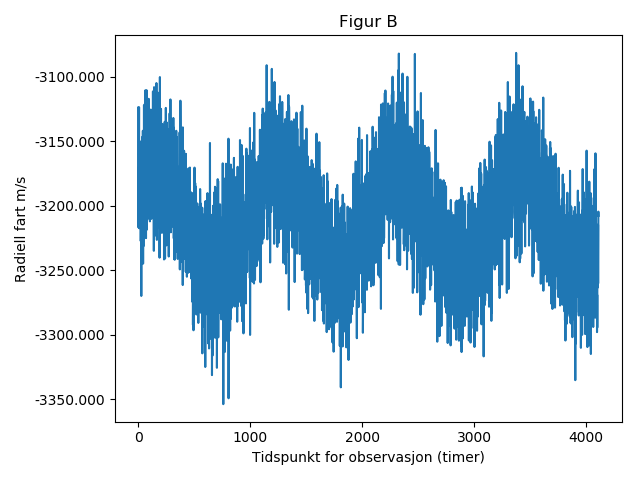 Figur B
-3100.000
-3150.000
-3200.000
-3250.000
-3300.000
-3350.000
Radiell fart m/s
0 1000 2000 3000 4000
Tidspunkt for observasjon (timer)